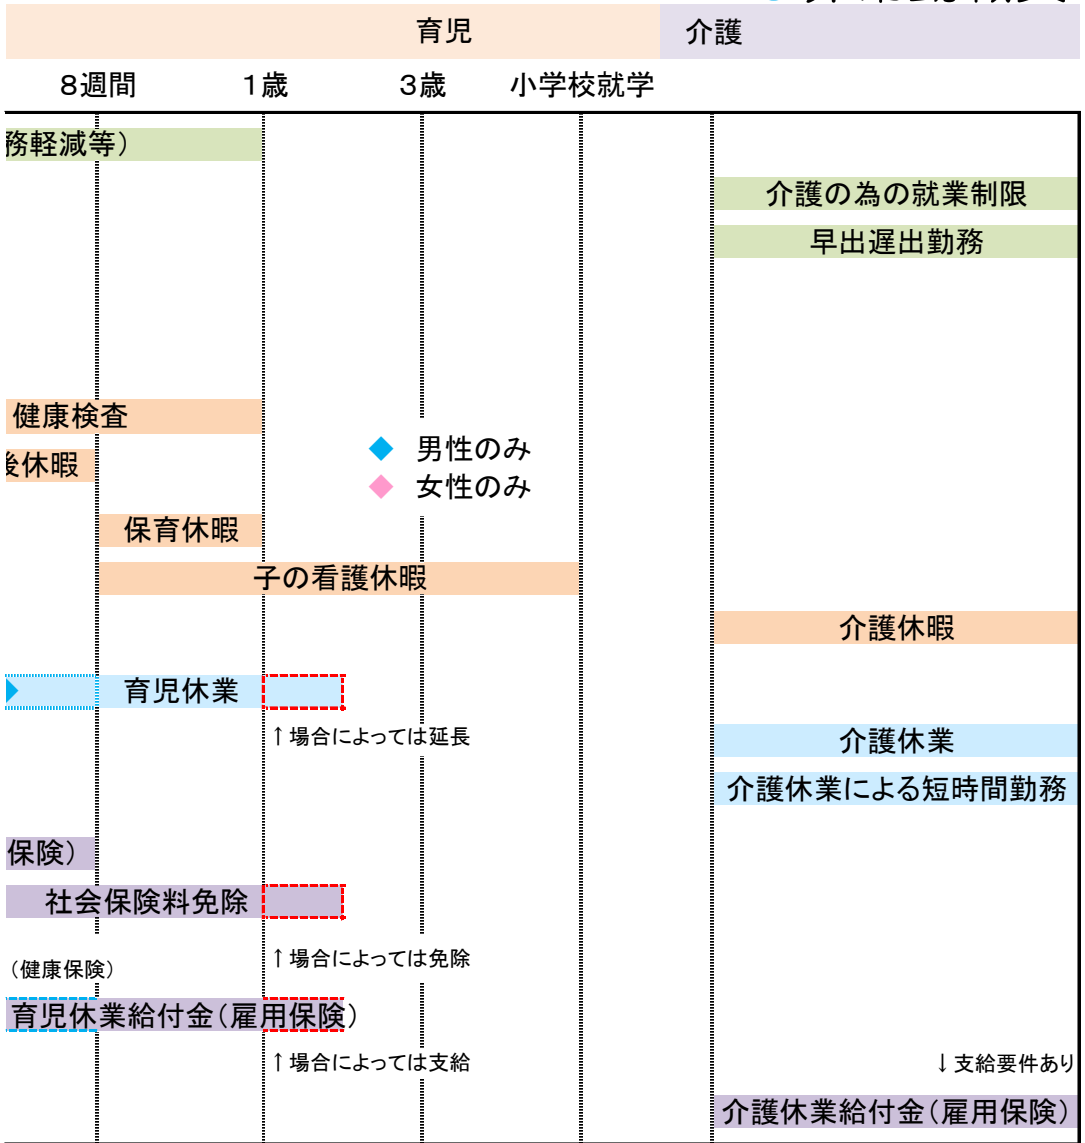 育児 介護
8週間 1歳 3歳 小学校就学
務軽減等）
介護の為の就業制限
早出遅出勤務
健康検査
◆ 男性のみ
後休暇
◆ 女性のみ
保育休暇
子の看護休暇
介護休暇
育児休業
↑場合によっては延長
介護休業
介護休業による短時間勤務
保険）
社会保険料免除
↑場合によっては免除
（健康保険）
育児休業給付金（雇用保険）
↑場合によっては支給
↓支給要件あり
介護休業給付金（雇用保険）